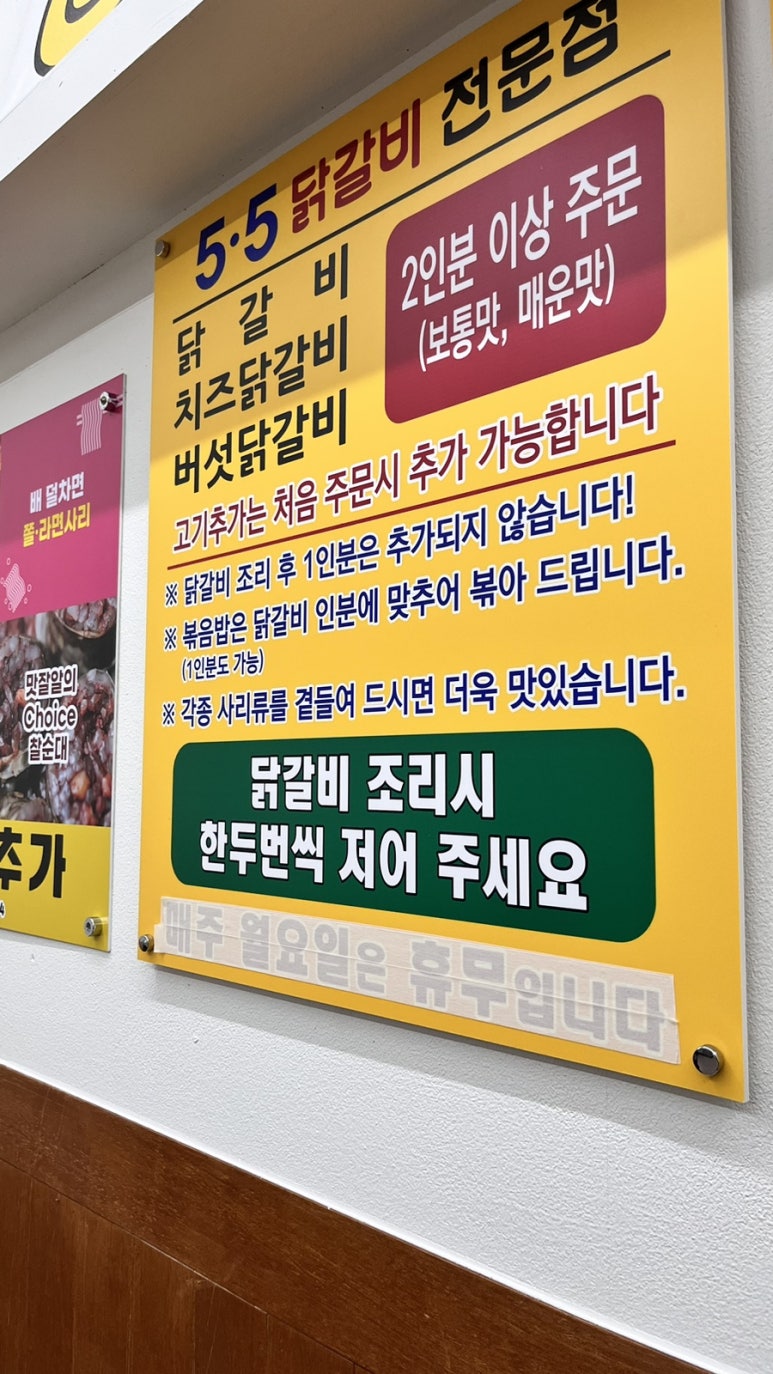 5·5 닭갈비 전문점
닭갈비
치즈닭갈비
버섯닭갈비
2인분 이상 주문
(보통맛, 매운맛)
고기추가는 처음 주문시 추가 가능합니다
※ 닭갈비 조리 후 1인분은 추가되지 않습니다!
※ 볶음밥은 닭갈비 인분에 맞추어 볶아 드립니다.
(1인분도 가능)
※ 각종 사리류를 곁들여 드시면 더욱 맛있습니다.
닭갈비 조리시
한두번씩 저어 주세요
매주 월요일은 휴무입니다
배 덜차면
쫄·라면사리
맛잘알의
Choice
찰순대
추가